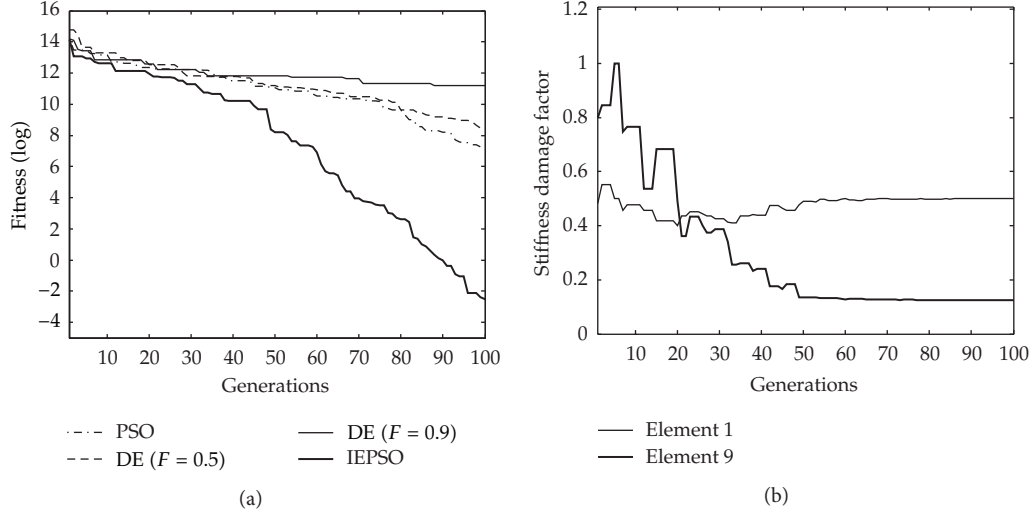 Fitness (log)
16
14
12
10
8
6
4
2
0
−2
−4
10 20 30 40 50 60 70 80 90 100
Generations
PSO
DE (F = 0.5)
DE (F = 0.9)
IEPSO
(a)
Stiffness damage factor
1.2
1
0.8
0.6
0.4
0.2
0
10 20 30 40 50 60 70 80 90 100
Generations
Element 1
Element 9
(b)